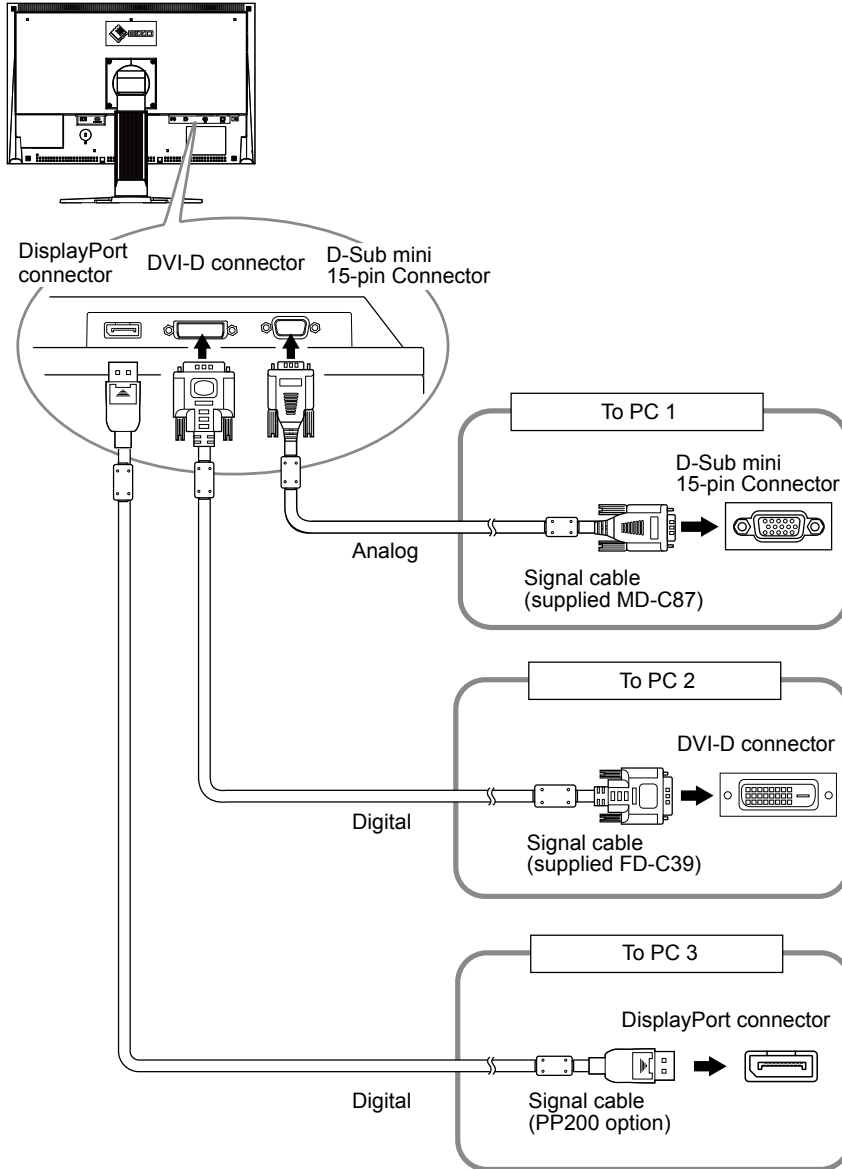 EIZO
DisplayPort
connector
DVI-D connector
D-Sub mini
15-pin Connector
To PC 1
D-Sub mini
15-pin Connector
Analog
Signal cable
(supplied MD-C87)
To PC 2
DVI-D connector
Digital
Signal cable
(supplied FD-C39)
To PC 3
DisplayPort connector
Digital
Signal cable
(PP200 option)